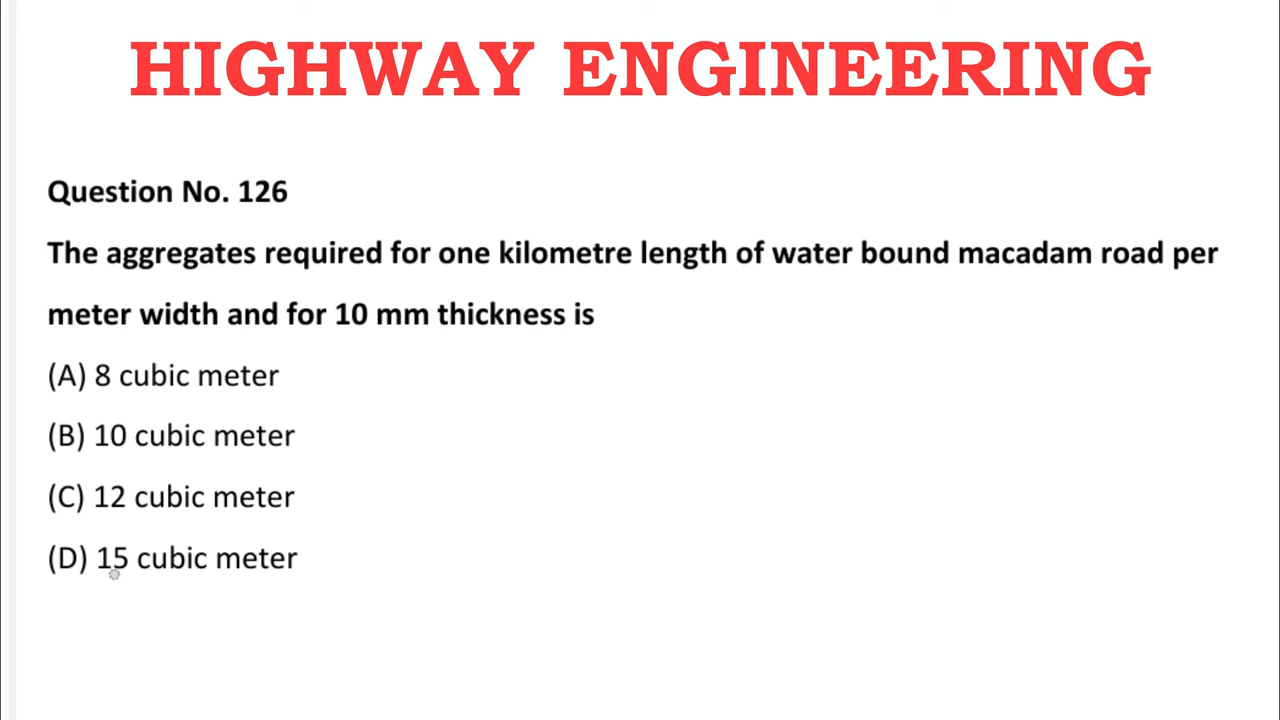 HIGHWAY ENGINEERING
Question No. 126
The aggregates required for one kilometre length of water bound macadam road per
meter width and for 10 mm thickness is
(A) 8 cubic meter
(B) 10 cubic meter
(C) 12 cubic meter
(D) 15 cubic meter